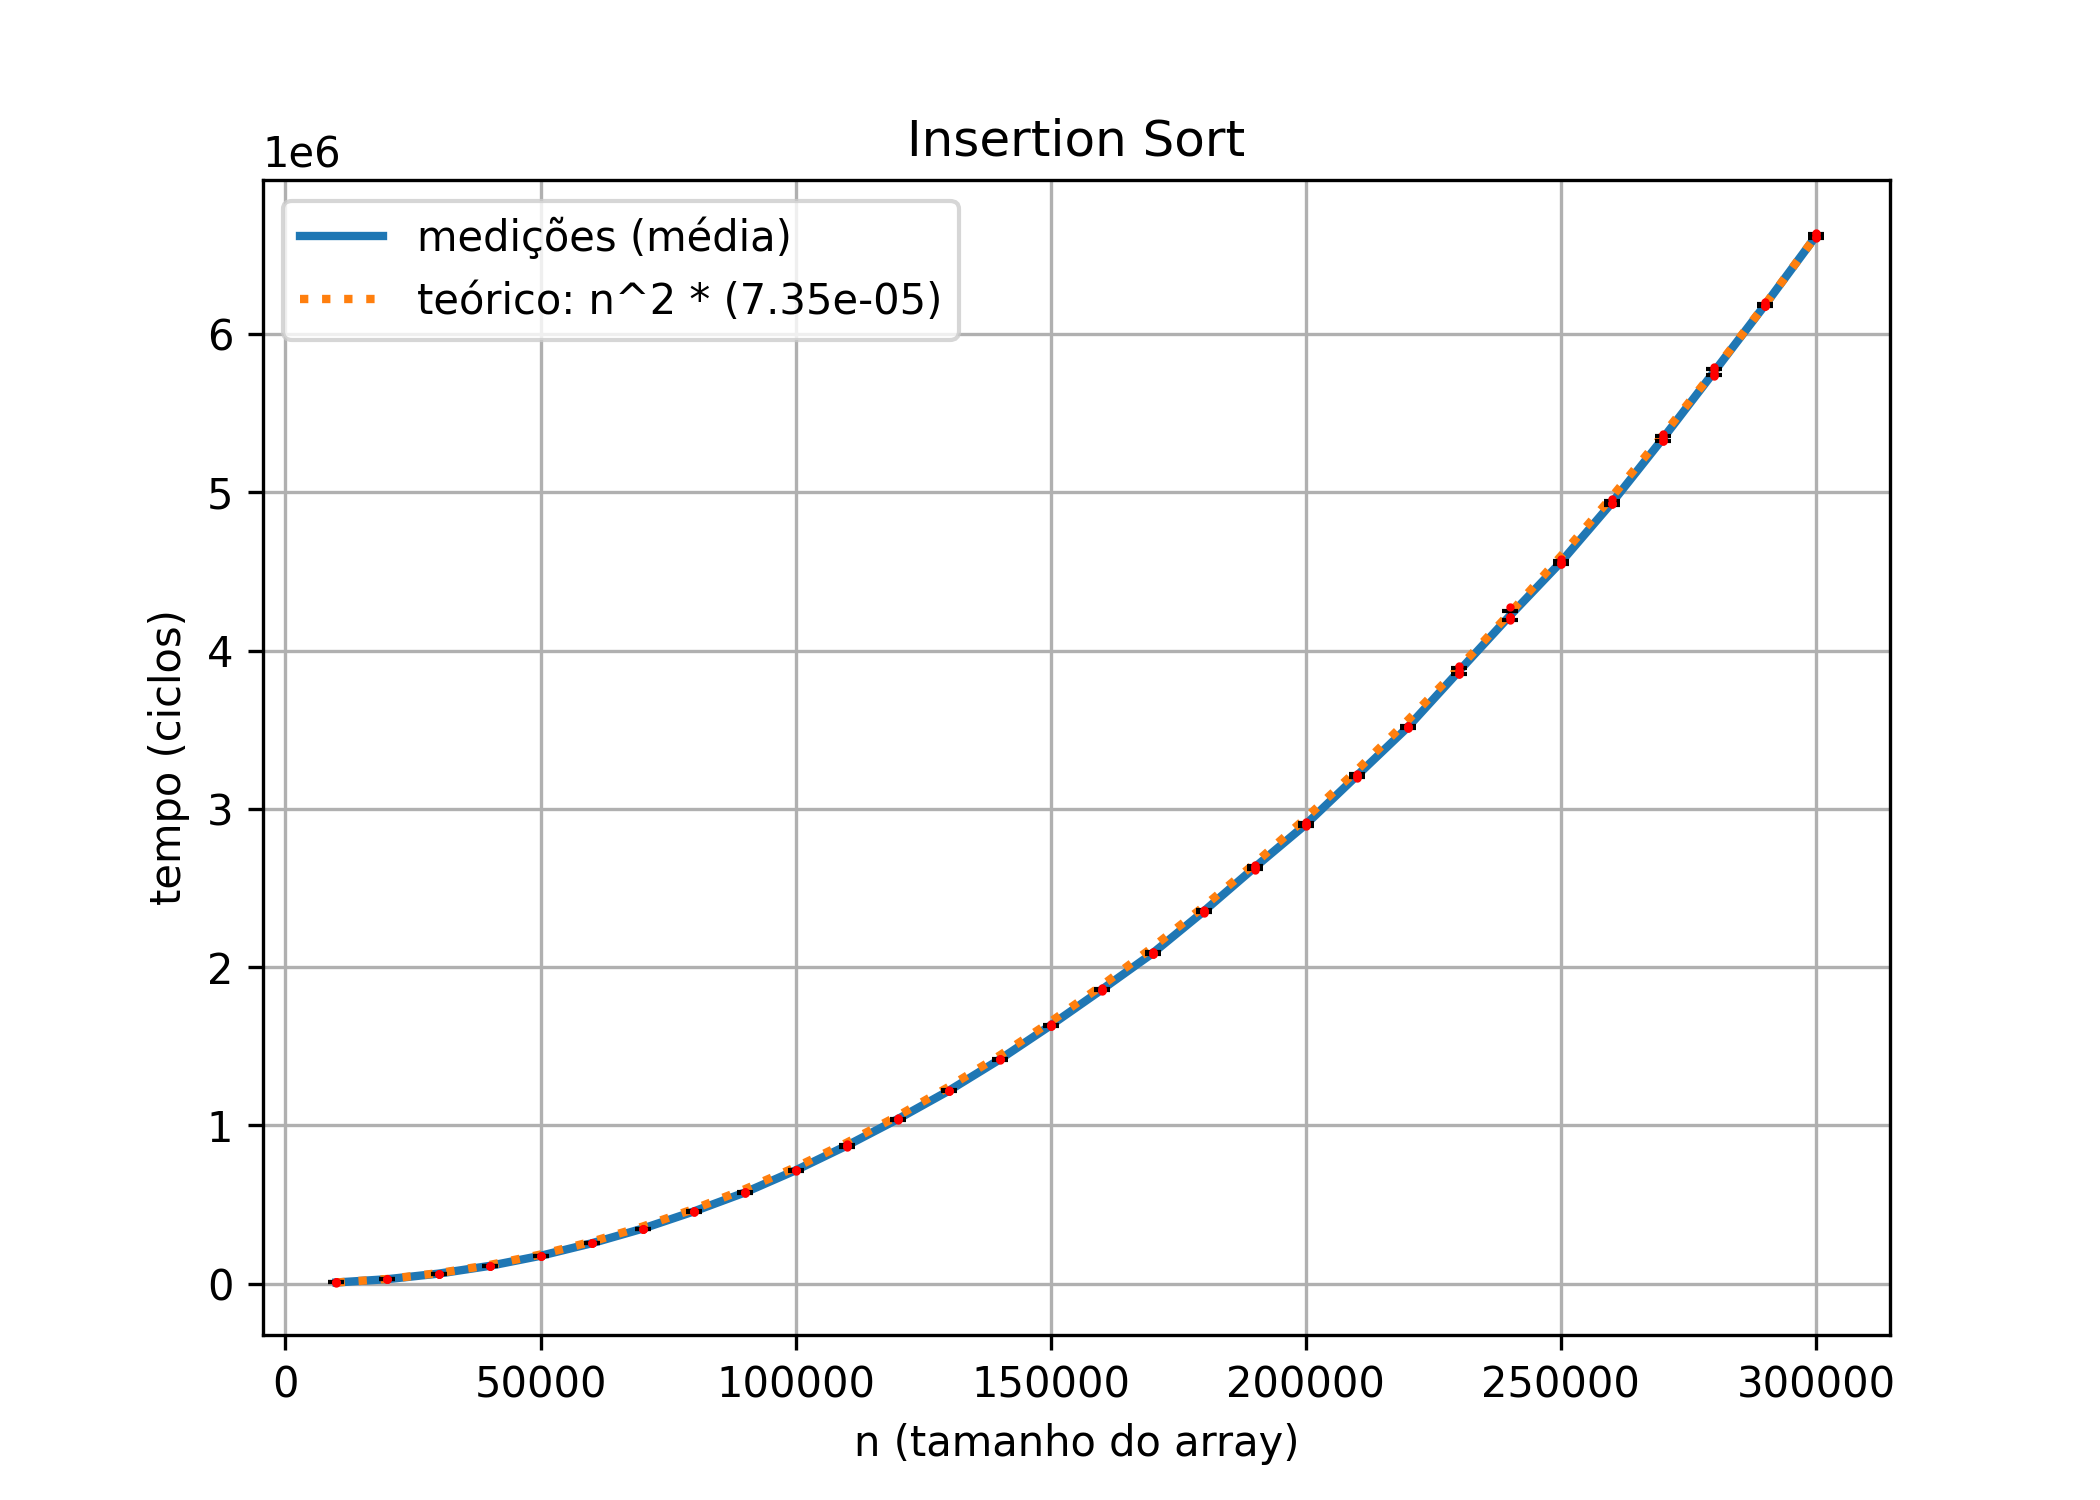 Insertion Sort
1e6
medições (média)
teórico: n^2 * (7.35e-05)
tempo (ciclos)
6
5
4
3
2
1
0
0 50000 100000 150000 200000 250000 300000
n (tamanho do array)